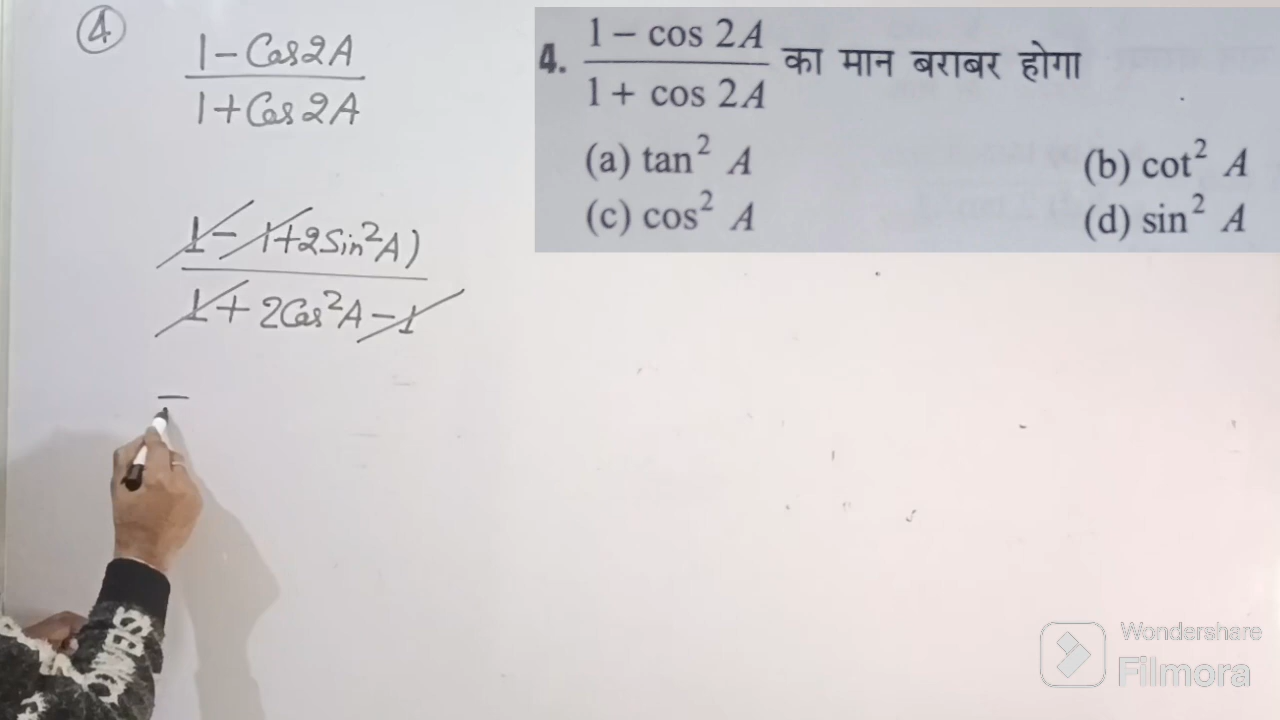 ④
1 - Cos2A
1 + Cos2A
1 - 1 + 2Sin²A)
1 + 2Cos²A - 1
4. 1 − cos 2A
1 + cos 2A
का मान बराबर होगा
(a) tan² A (b) cot² A
(c) cos² A (d) sin² A
Wondershare
Filmora